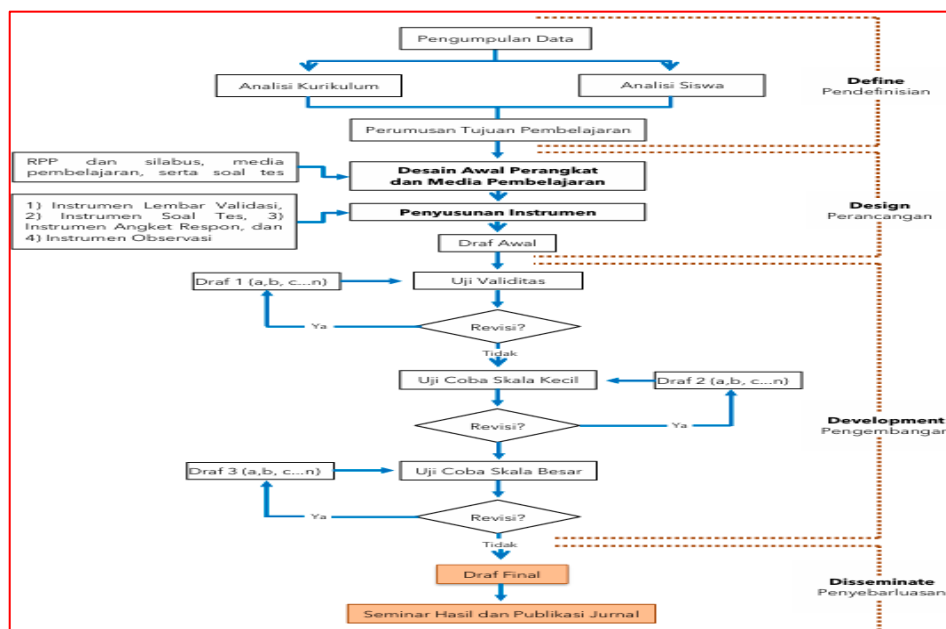 Pengumpulan Data
Analisi Kurikulum
Analisi Siswa
Define
Pendefinisian
Perumusan Tujuan Pembelajaran
RPP dan silabus, media
pembelajaran, serta soal tes
Desain Awal Perangkat
dan Media Pembelajaran
1) Instrumen Lembar Validasi,
2) Instrumen Soal Tes, 3)
Instrumen Angket Respon, dan
4) Instrumen Observasi
Penyusunan Instrumen
Design
Perancangan
Draf Awal
Draf 1 (a,b, c...n)
Uji Validitas
Ya
Revisi?
Tidak
Uji Coba Skala Kecil
Draf 2 (a,b, c...n)
Revisi?
Ya
Development
Pengembangan
Draf 3 (a,b, c...n)
Uji Coba Skala Besar
Ya
Revisi?
Tidak
Draf Final
Disseminate
Penyebarluasan
Seminar Hasil dan Publikasi Jurnal